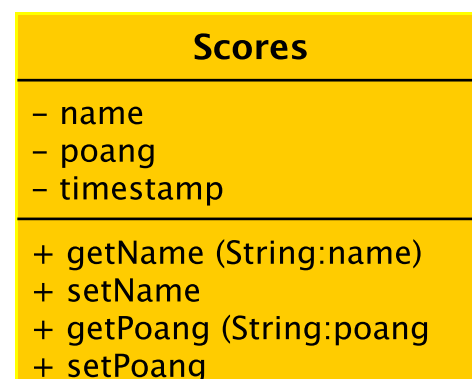 Scores
– name
– poang
– timestamp
+ getName (String:name)
+ setName
+ getPoang (String:poang
+ setPoang